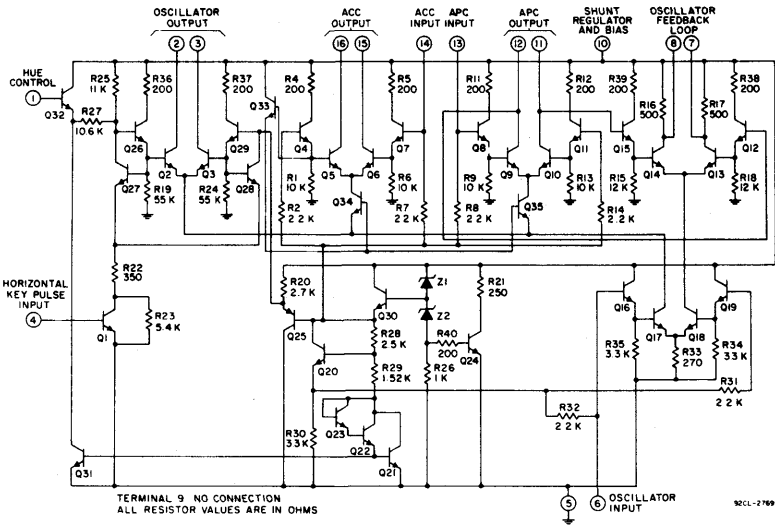 OSCILLATOR OUTPUT
ACC OUTPUT
ACC INPUT
APC INPUT
APC OUTPUT
SHUNT REGULATOR AND BIAS
OSCILLATOR FEEDBACK LOOP
2 3 16 15 14 13 12 11 10 8 7
HUE CONTROL
1
Q32
R25 11 K
R36 200
R37 200
Q33
R4 200
R5 200
R11 200
R12 200
R39 200
R16 500
R17 500
R38 200
R27 10.6 K
Q26
Q29
Q4
Q7
Q8
Q11
Q15
Q12
Q27
Q2
Q3
Q28
Q5
Q6
Q9
Q10
Q14
Q13
R19 55 K
R24 55 K
R1 10 K
R6 10 K
R9 10 K
R13 10 K
R15 12 K
R18 12 K
R2 2.2 K
Q34
R7 2.2 K
R8 2.2 K
Q35
R14 2.2 K
R22 350
HORIZONTAL KEY PULSE INPUT
4
Q1
R23 5.4 K
R20 2.7 K
Q25
Q30
Z1
Z2
R21 250
Q16
Q19
R28 2.5 K
R40 200
Q24
Q17
Q18
Q20
R29 1.52 K
R26 1 K
R35 3.3 K
R33 270
R34 3.3 K
R31 2.2 K
R32 2 2 K
R30 33 K
Q23
Q22
Q31
Q21
5
6 OSCILLATOR INPUT
TERMINAL 9 NO CONNECTION
ALL RESISTOR VALUES ARE IN OHMS
92CL-2769